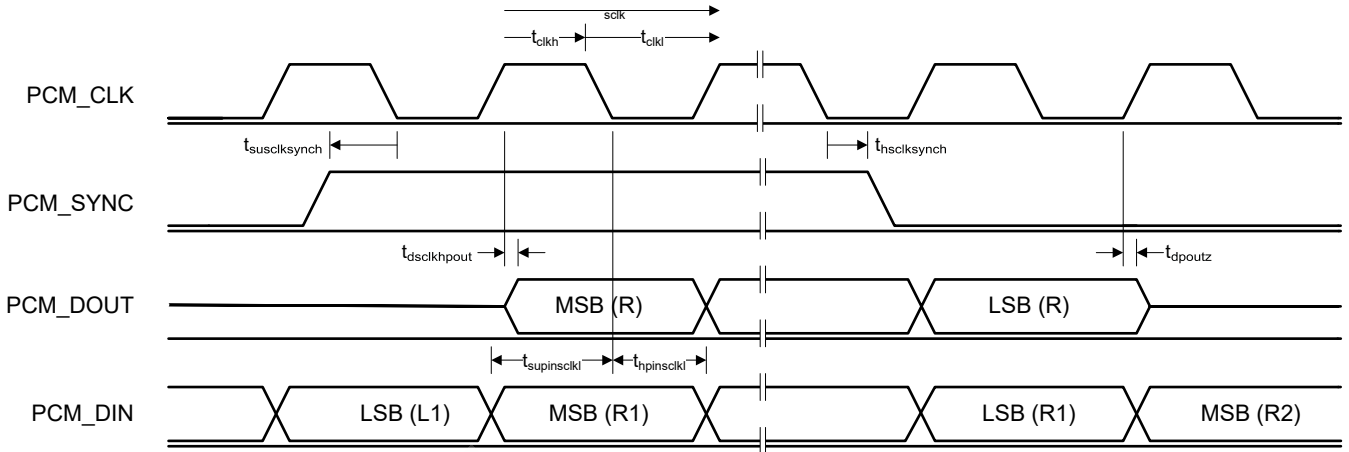 sclk
tclkh tclkl
PCM_CLK
tsusclksynch thsclksynch
PCM_SYNC
tdsclkhpout tdpoutz
PCM_DOUT MSB (R) LSB (R)
tsupinsclkl thpinsclkl
PCM_DIN LSB (L1) MSB (R1) LSB (R1) MSB (R2)